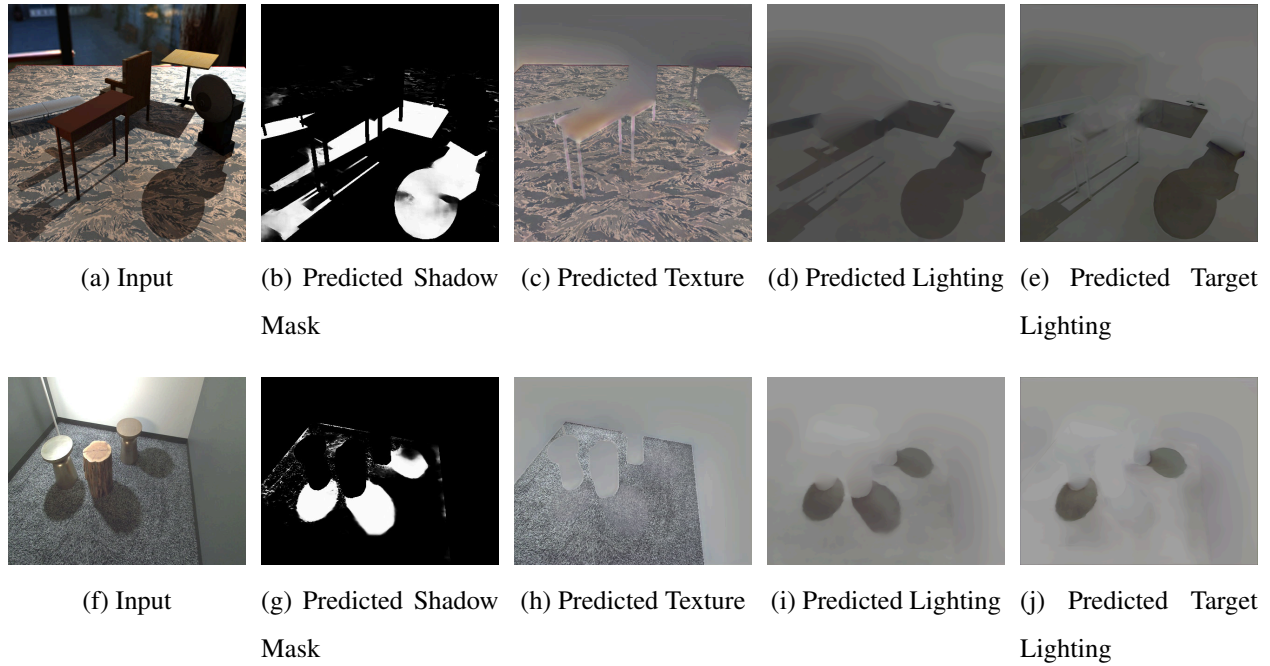 (a) Input
(b) Predicted Shadow
Mask
(c) Predicted Texture
(d) Predicted Lighting
(e) Predicted Target
Lighting
(f) Input
(g) Predicted Shadow
Mask
(h) Predicted Texture
(i) Predicted Lighting
(j) Predicted Target
Lighting